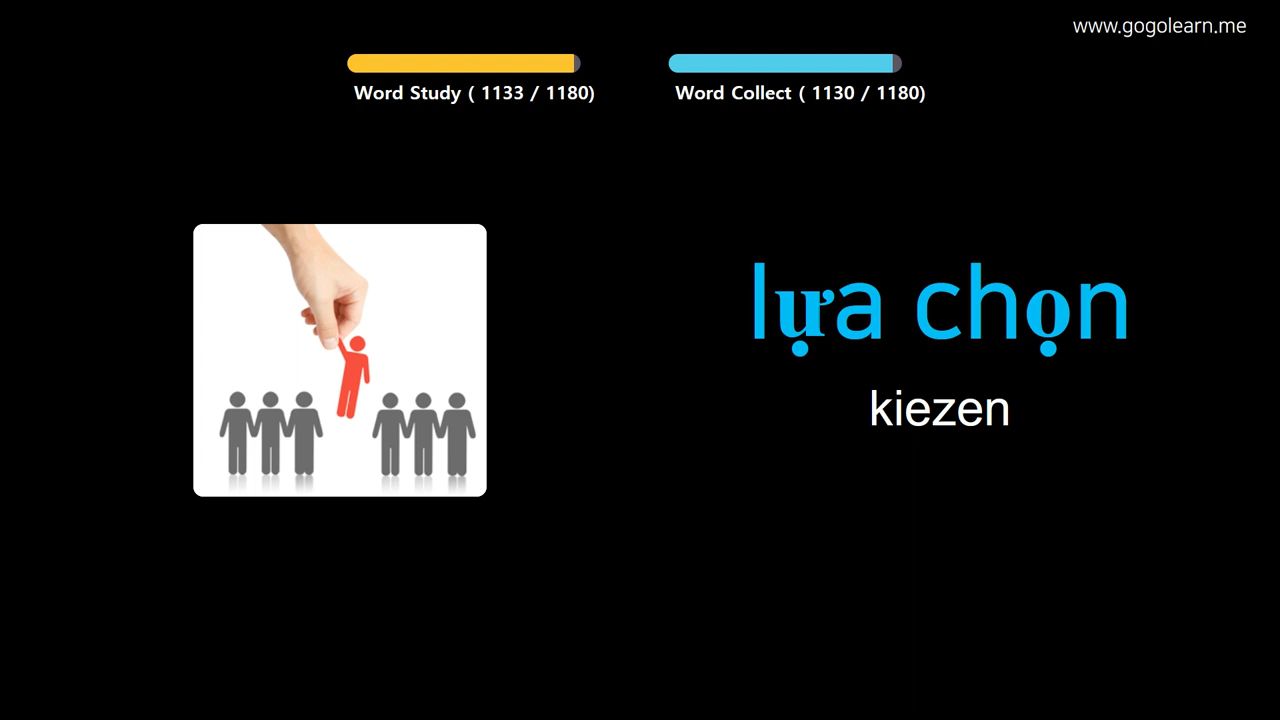 www.gogolearn.me
Word Study ( 1133 / 1180)
Word Collect ( 1130 / 1180)
lựa chọn
kiezen